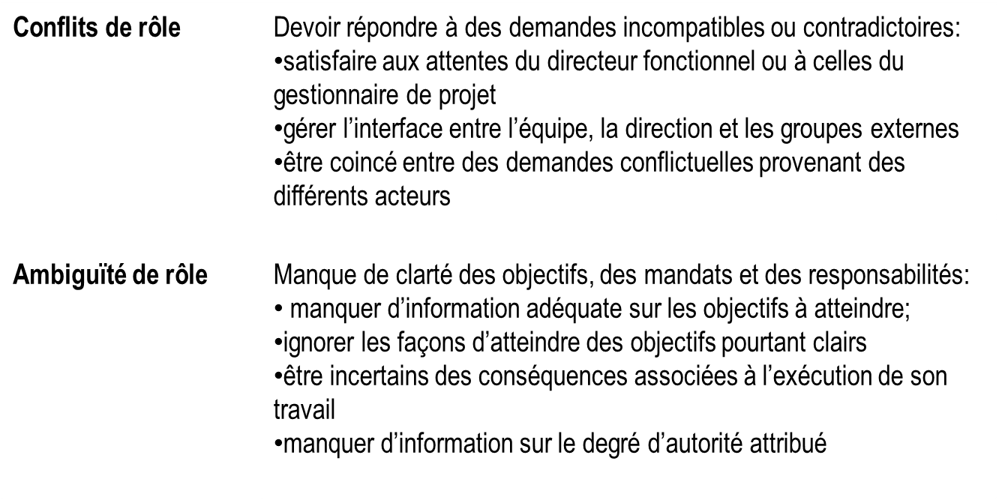 Conflits de rôle
Devoir répondre à des demandes incompatibles ou contradictoires:
•satisfaire aux attentes du directeur fonctionnel ou à celles du
gestionnaire de projet
•gérer l’interface entre l’équipe, la direction et les groupes externes
•être coincé entre des demandes conflictuelles provenant des
différents acteurs
Ambiguïté de rôle
Manque de clarté des objectifs, des mandats et des responsabilités:
• manquer d’information adéquate sur les objectifs à atteindre;
•ignorer les façons d’atteindre des objectifs pourtant clairs
•être incertains des conséquences associées à l’exécution de son
travail
•manquer d’information sur le degré d’autorité attribué